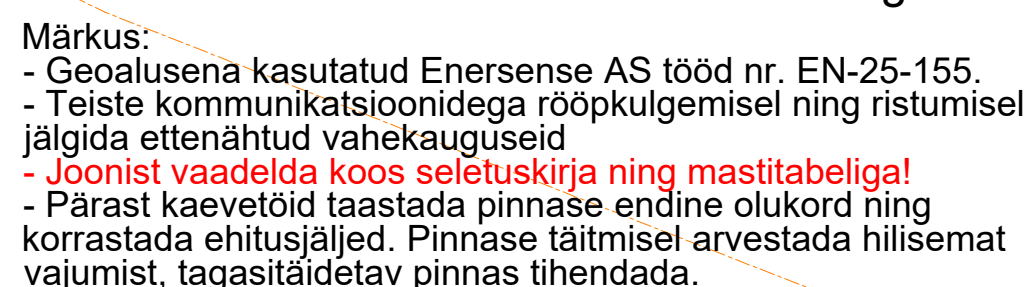 Märkus:
- Geoalusena kasutatud Enersense AS tööd nr. EN-25-155.
- Teiste kommunikatsioonidega rööpkulgemisel ning ristumisel
jälgida ettenähtud vahekauguseid
- Joonist vaadelda koos seletuskirja ning mastitabeliga!
- Pärast kaevetöid taastada pinnase endine olukord ning
korrastada ehitusjäljed. Pinnase täitmisel arvestada hilisemat
vajumist, tagasitäidetav pinnas tihendada.